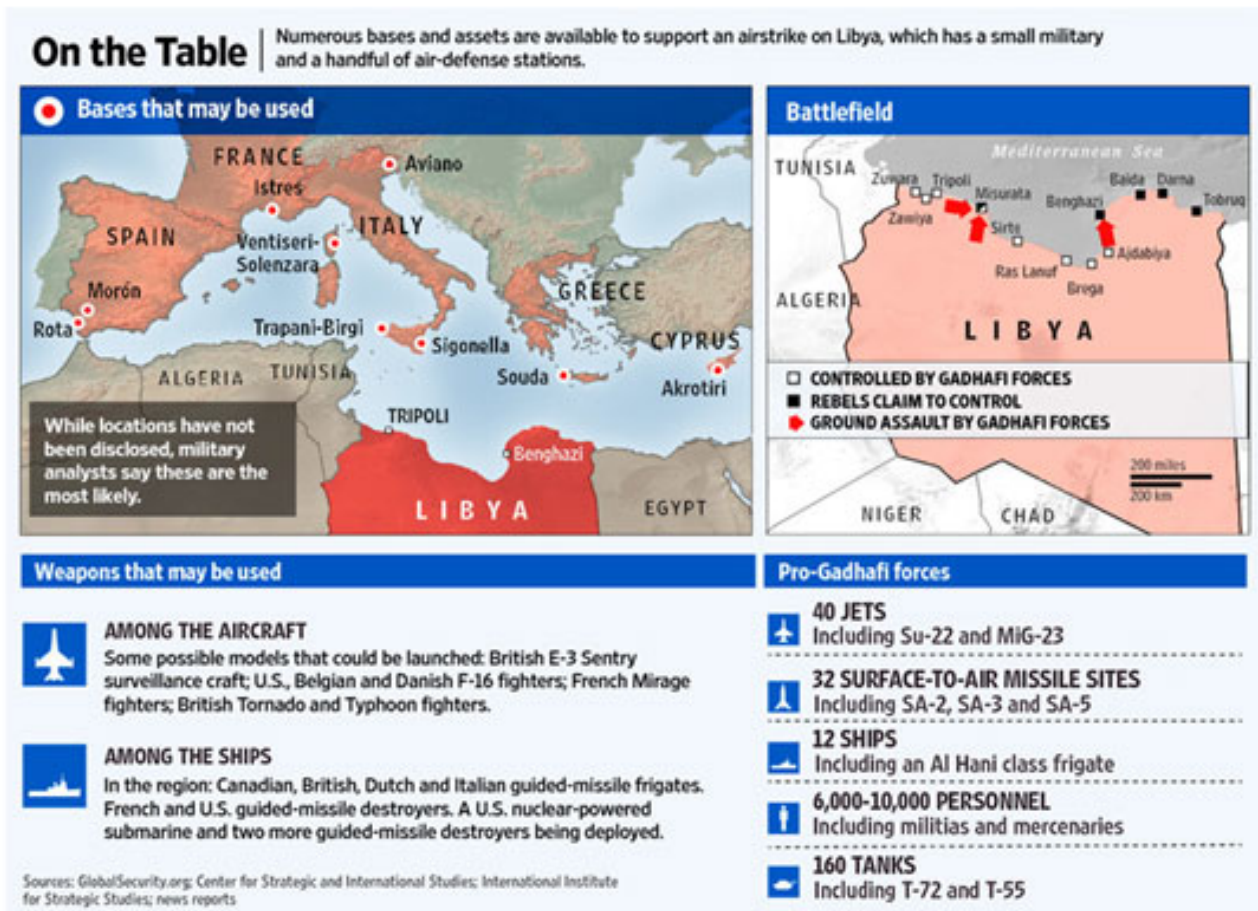 On the Table
Numerous bases and assets are available to support an airstrike on Libya, which has a small military
and a handful of air-defense stations.
Bases that may be used
FRANCE
Istres
Aviano
SPAIN
Ventiseri-
Solenzara
ITALY
Morón
Rota
GREECE
Trapani-Birgi
Sigonella
CYPRUS
Souda
Akrotiri
ALGERIA
TUNISIA
TRIPOLI
Benghazi
LIBYA
EGYPT
While locations have not
been disclosed, military
analysts say these are the
most likely.
Battlefield
Mediterranean Sea
TUNISIA
Zuwara
Tripoli
Zawiya
Misurata
Sirte
Benghazi
Baida
Darna
Tobruq
Ras Lanuf
Brega
Ajdabiya
ALGERIA
LIBYA
CONTROLLED BY GADHAFI FORCES
REBELS CLAIM TO CONTROL
GROUND ASSAULT BY GADHAFI FORCES
200 miles
200 km
NIGER
CHAD
Weapons that may be used
AMONG THE AIRCRAFT
Some possible models that could be launched: British E-3 Sentry
surveillance craft; U.S., Belgian and Danish F-16 fighters; French Mirage
fighters; British Tornado and Typhoon fighters.
AMONG THE SHIPS
In the region: Canadian, British, Dutch and Italian guided-missile frigates.
French and U.S. guided-missile destroyers. A U.S. nuclear-powered
submarine and two more guided-missile destroyers being deployed.
Sources: GlobalSecurity.org; Center for Strategic and International Studies; International Institute
for Strategic Studies; news reports
Pro-Gadhafi forces
40 JETS
Including Su-22 and MiG-23
32 SURFACE-TO-AIR MISSILE SITES
Including SA-2, SA-3 and SA-5
12 SHIPS
Including an Al Hani class frigate
6,000-10,000 PERSONNEL
Including militias and mercenaries
160 TANKS
Including T-72 and T-55